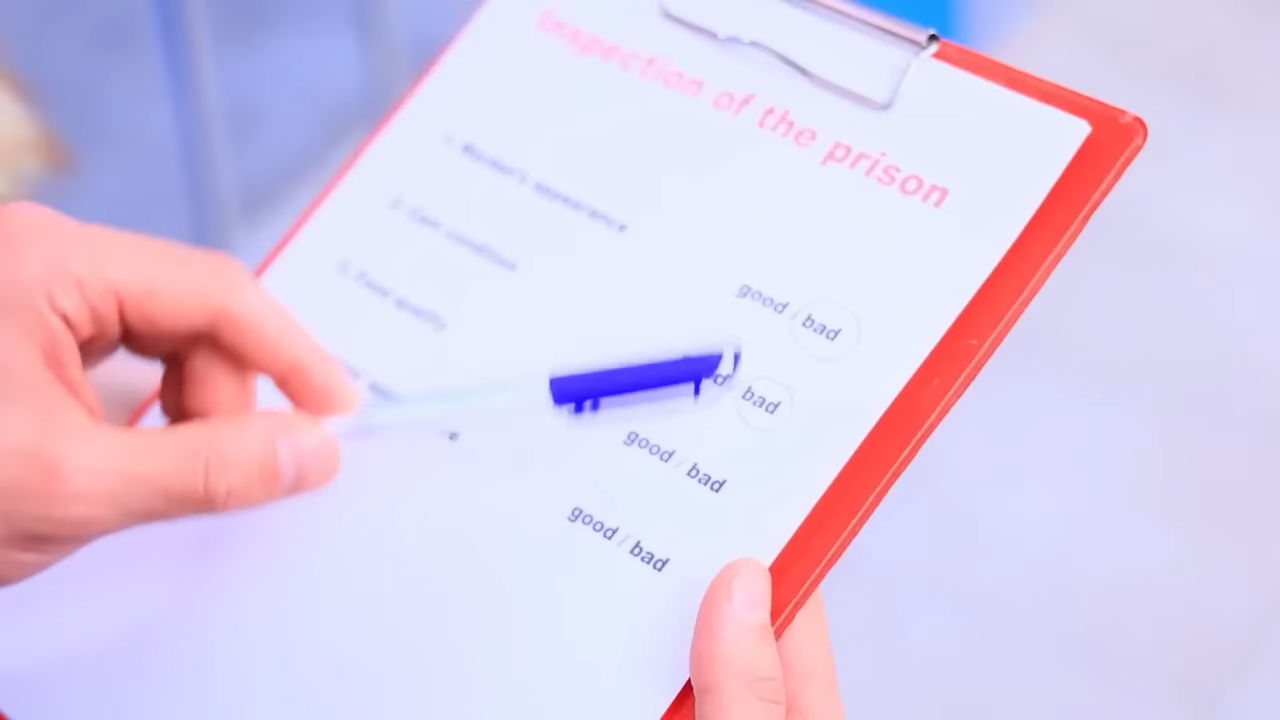 Inspection of the prison
1. Warden's appearance
good / bad
2. Cell condition
bad
3. Food quality
good / bad
good / bad